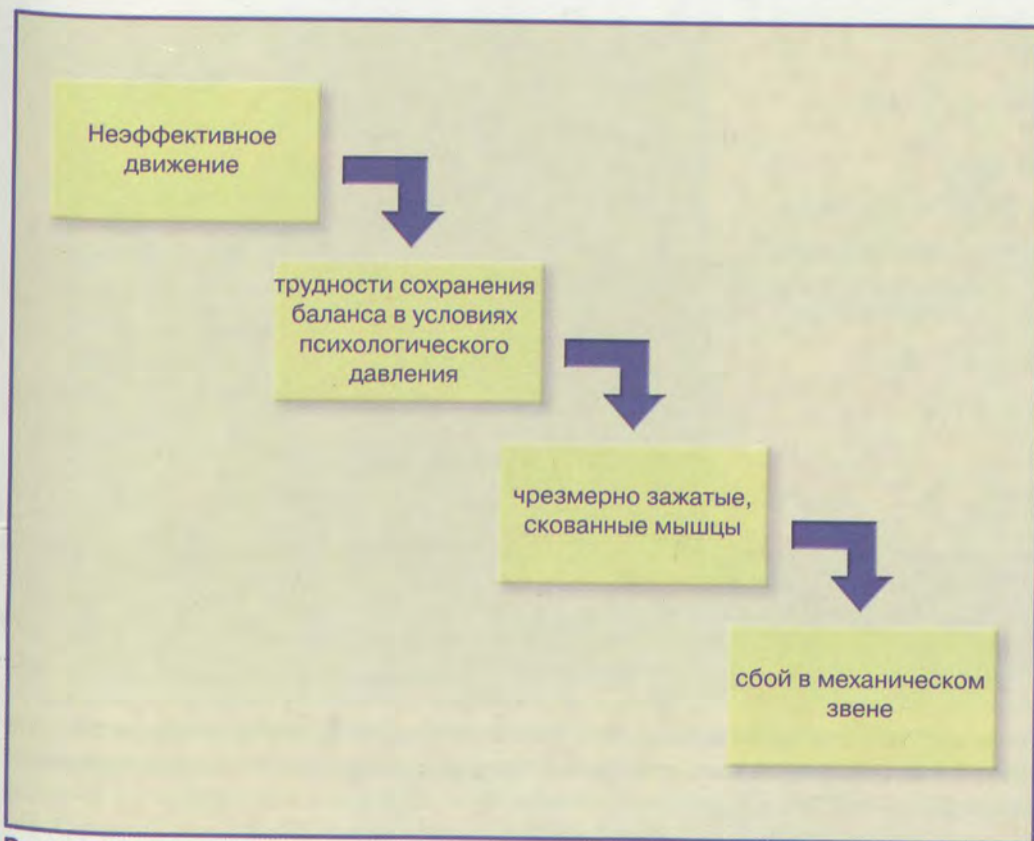 Неэффективное
движение
трудности сохранения
баланса в условиях
психологического
давления
чрезмерно зажатые,
скованные мышцы
сбой в механическом
звене